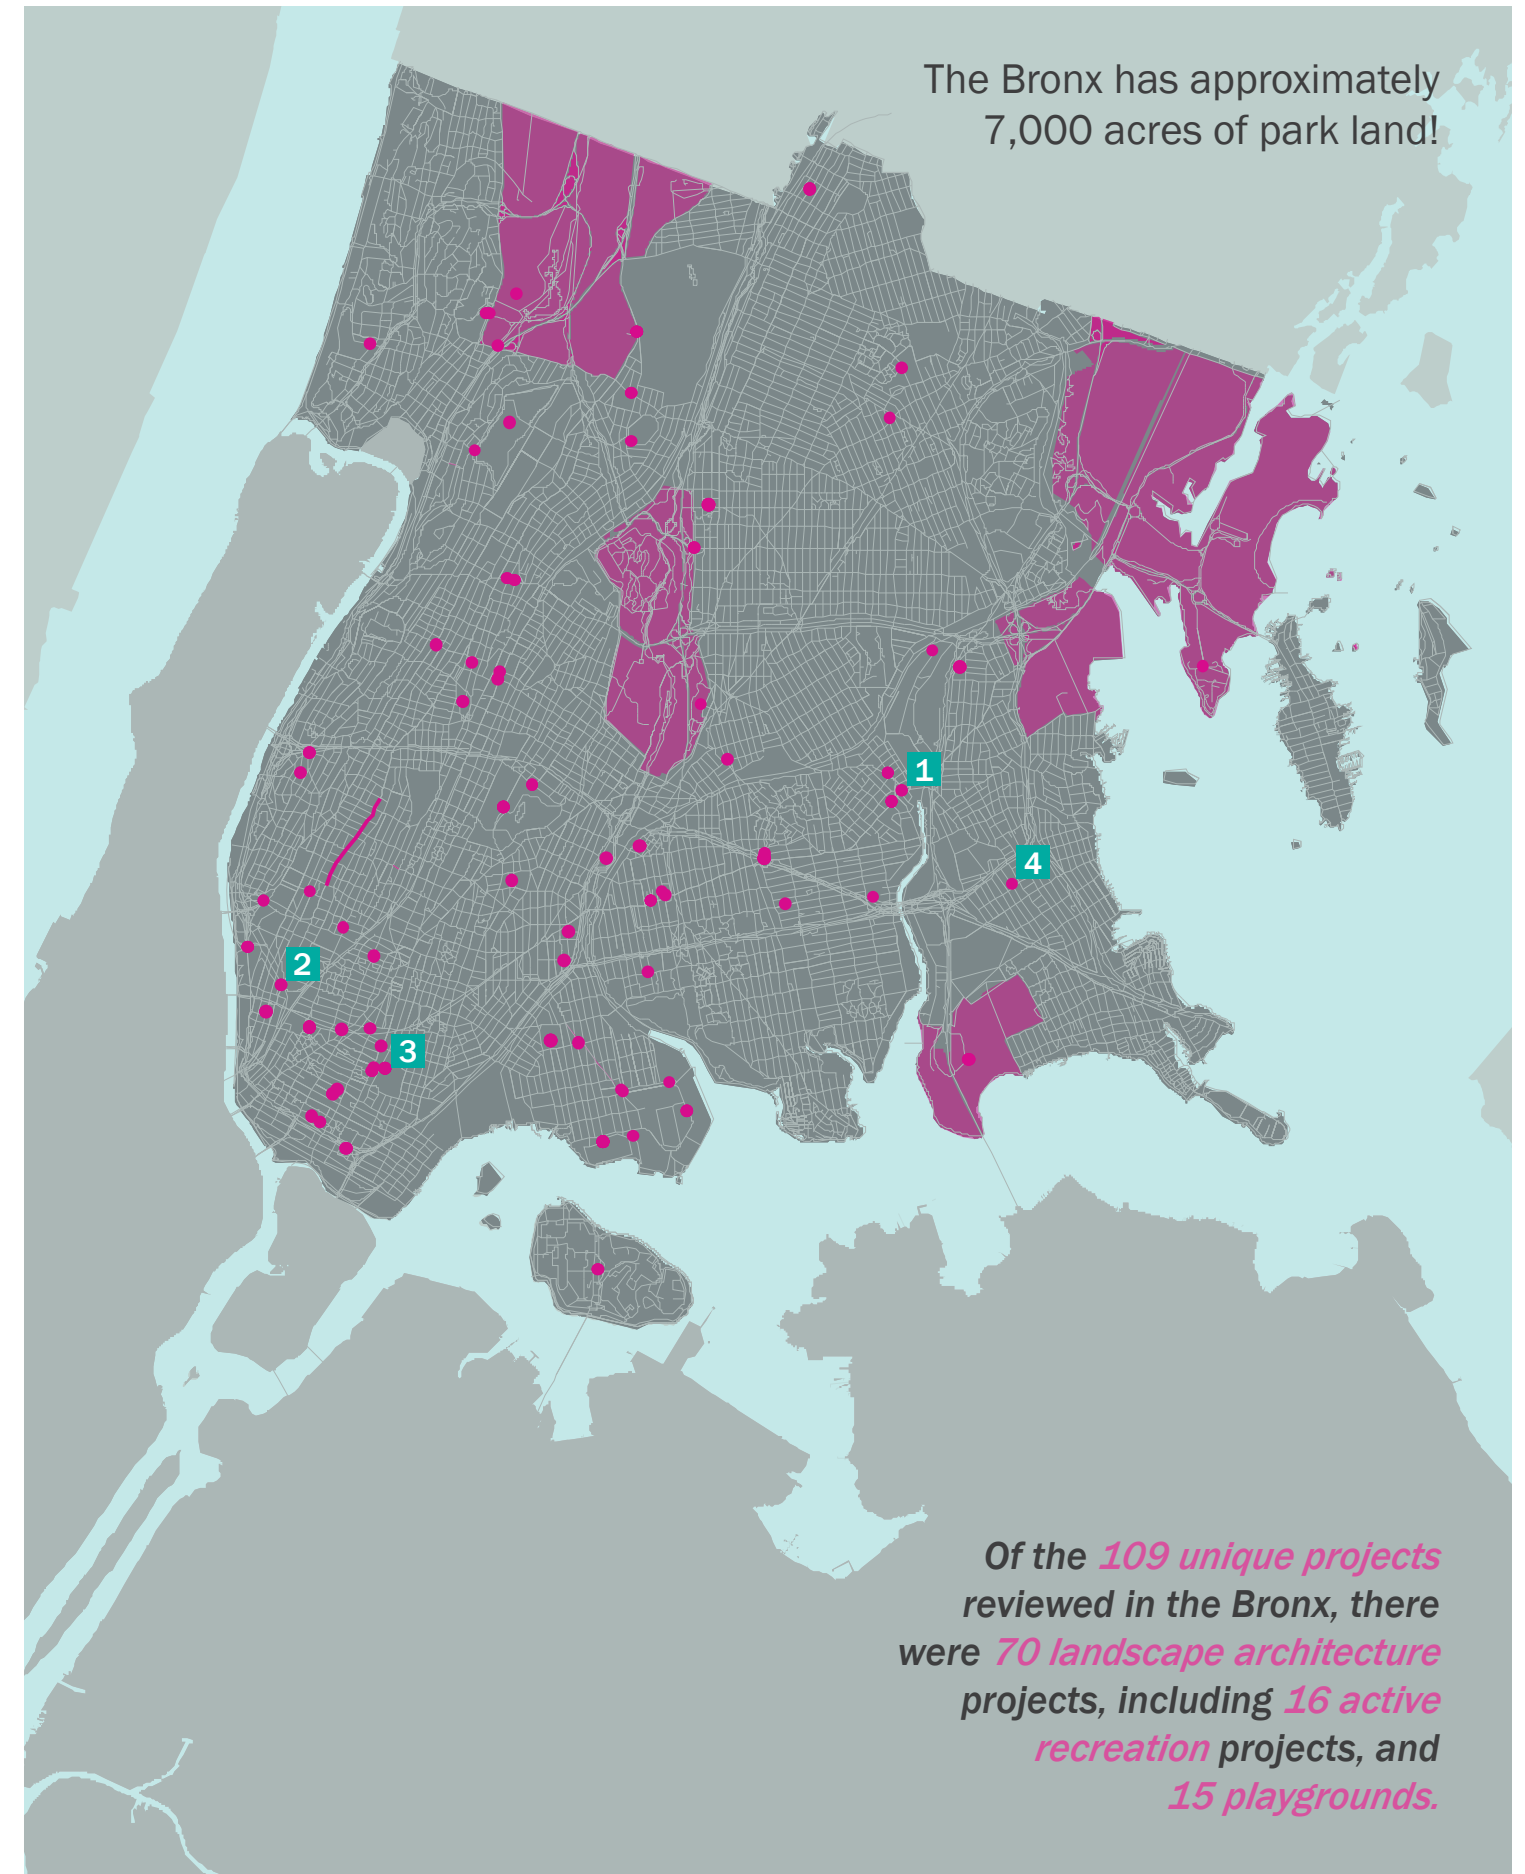 The Bronx has approximately
7,000 acres of park land!
1
4
2
3
Of the 109 unique projects
reviewed in the Bronx, there
were 70 landscape architecture
projects, including 16 active
recreation projects, and
15 playgrounds.